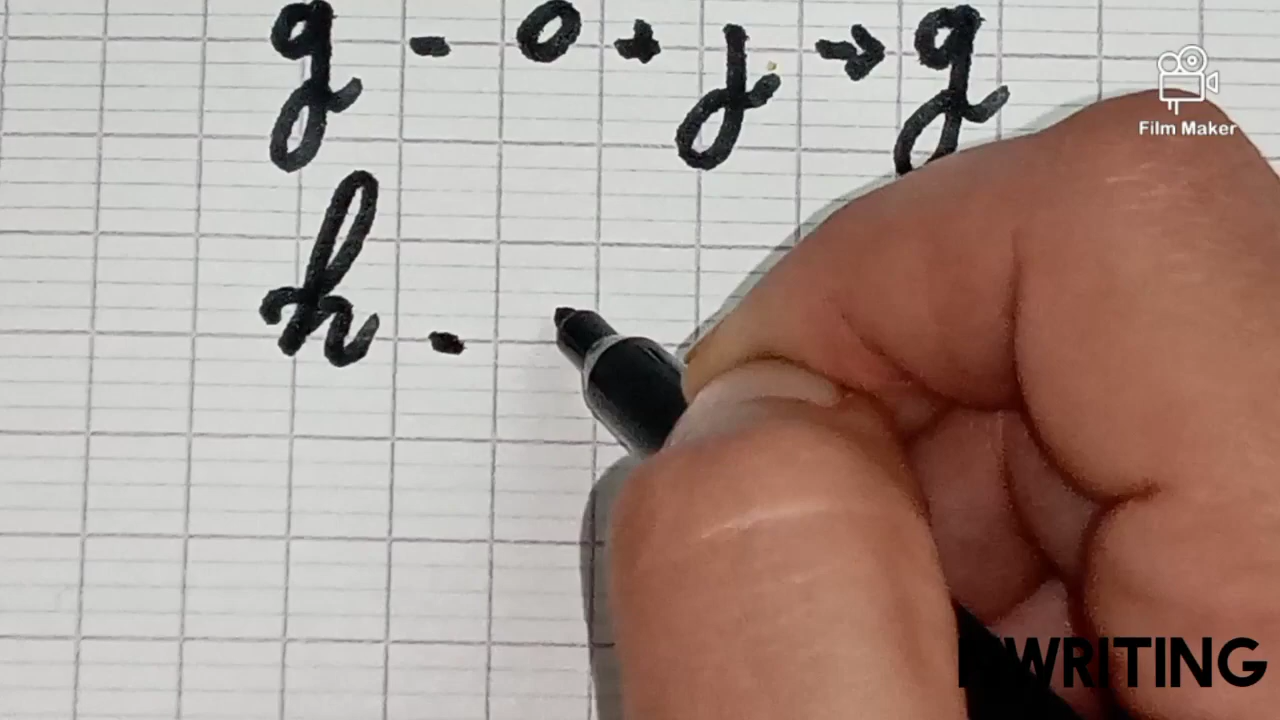 g - o + j → g
Film Maker
h -
WRITING